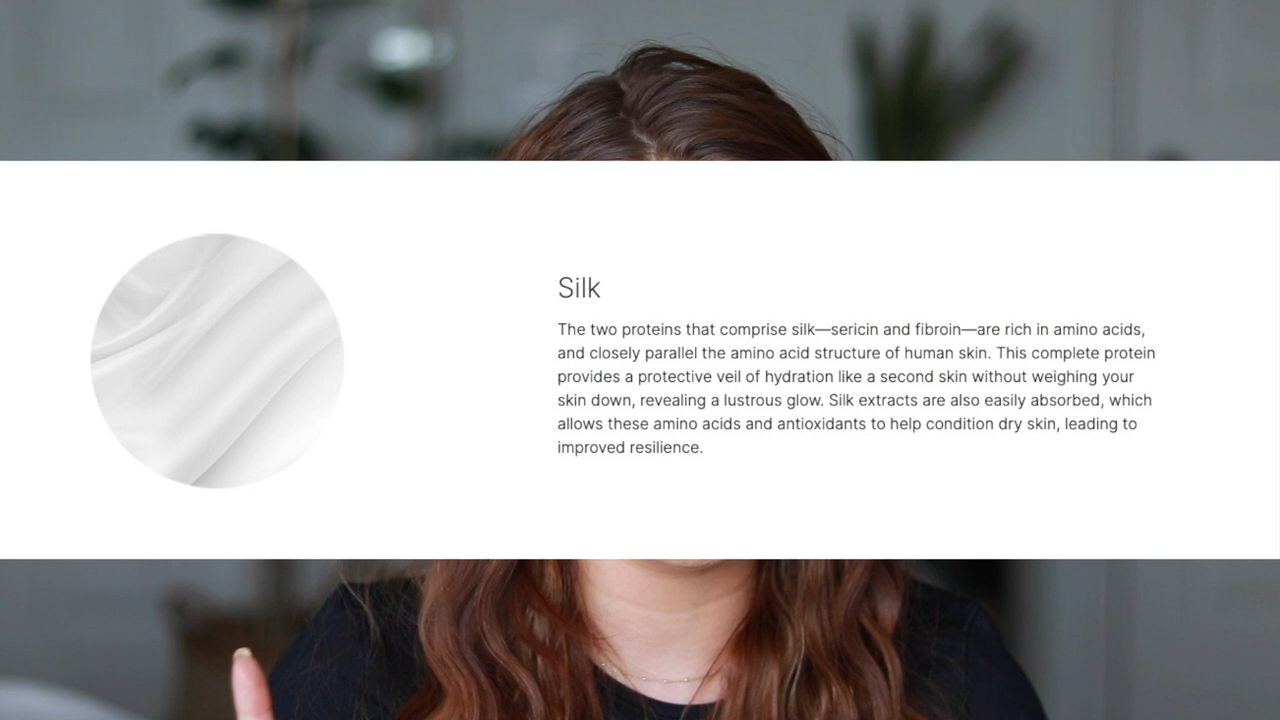 Silk
The two proteins that comprise silk—sericin and fibroin—are rich in amino acids,
and closely parallel the amino acid structure of human skin. This complete protein
provides a protective veil of hydration like a second skin without weighing your
skin down, revealing a lustrous glow. Silk extracts are also easily absorbed, which
allows these amino acids and antioxidants to help condition dry skin, leading to
improved resilience.